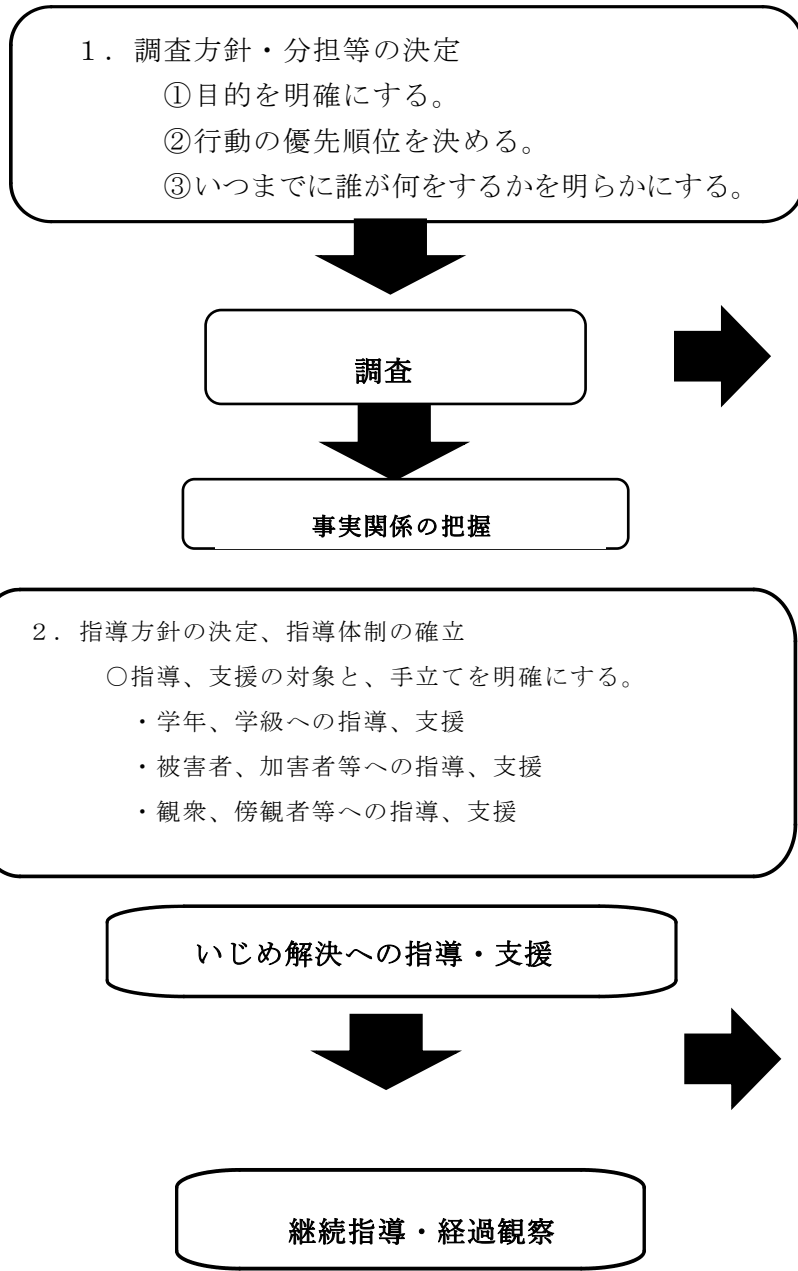 １．調査方針・分担等の決定
①目的を明確にする。
②行動の優先順位を決める。
③いつまでに誰が何をするかを明らかにする。
調査
事実関係の把握
２．指導方針の決定、指導体制の確立
○指導、支援の対象と、手立てを明確にする。
・学年、学級への指導、支援
・被害者、加害者等への指導、支援
・観衆、傍観者等への指導、支援
いじめ解決への指導・支援
継続指導・経過観察